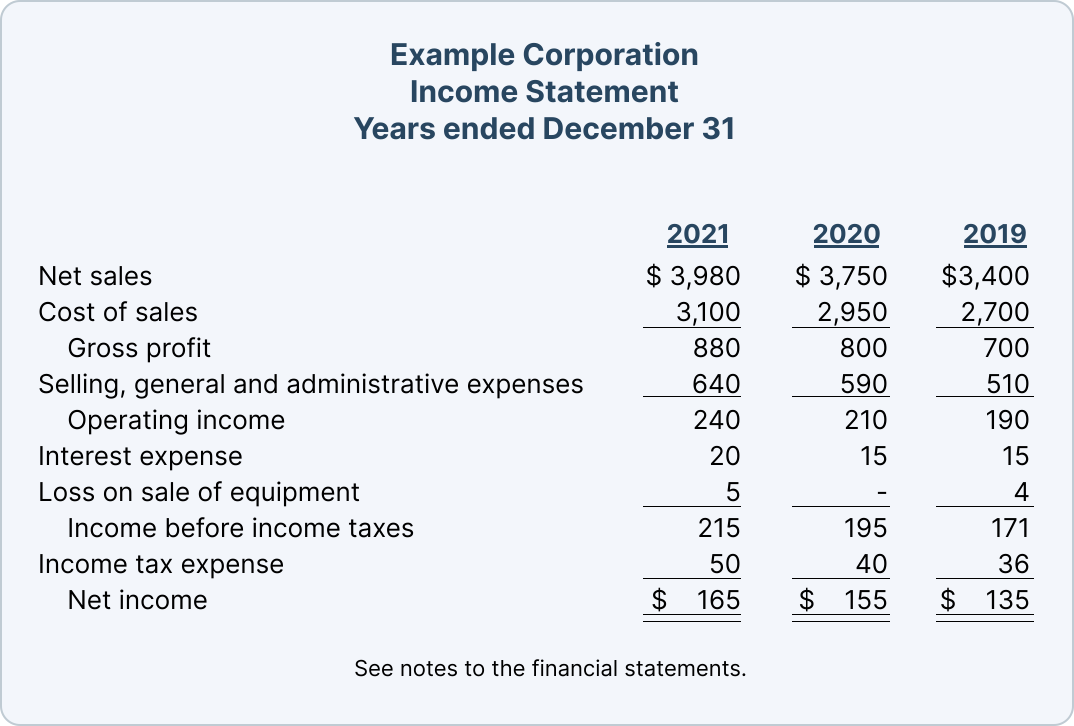 Example Corporation
Income Statement
Years ended December 31
2021 2020 2019
Net sales $ 3,980 $ 3,750 $3,400
Cost of sales 3,100 2,950 2,700
Gross profit 880 800 700
Selling, general and administrative expenses 640 590 510
Operating income 240 210 190
Interest expense 20 15 15
Loss on sale of equipment 5 - 4
Income before income taxes 215 195 171
Income tax expense 50 40 36
Net income $ 165 $ 155 $ 135
See notes to the financial statements.